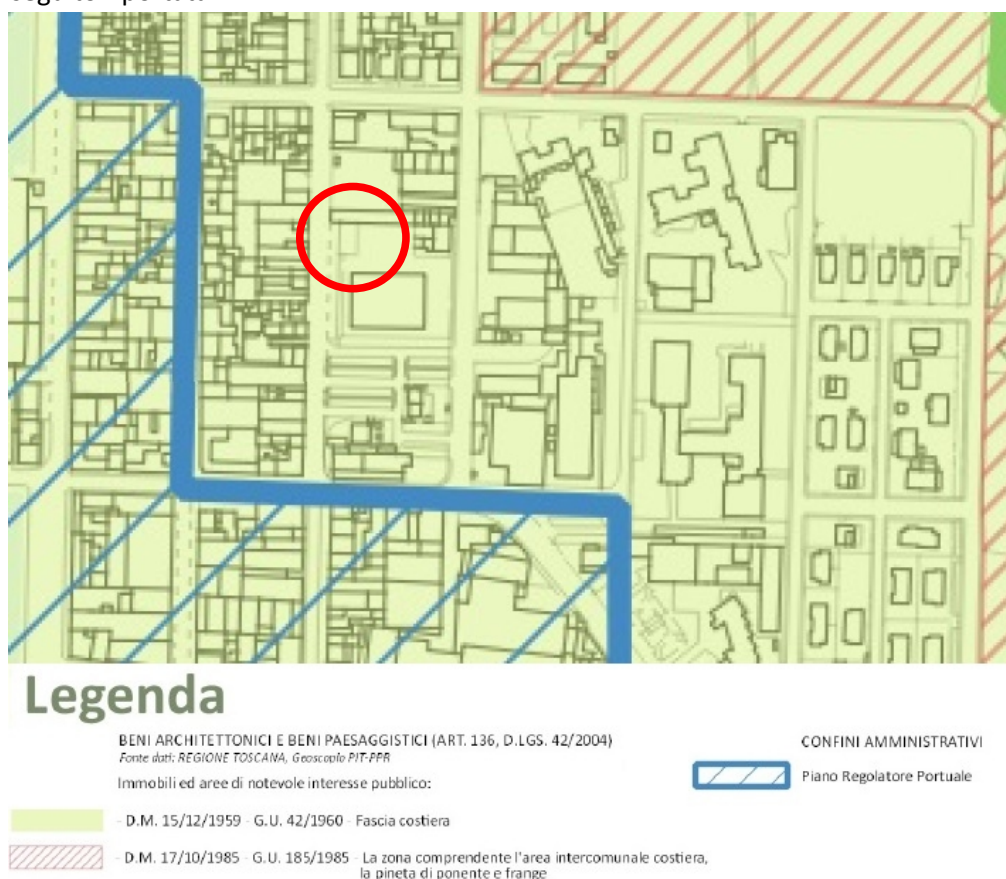 Legenda
BENI ARCHITETTONICI E BENI PAESAGGISTICI (ART. 136, D.LGS. 42/2004)
Fonte dati: REGIONE TOSCANA, Geoscopio PIT-PPR
Immobili ed aree di notevole interesse pubblico:
- D.M. 15/12/1959 - G.U. 42/1960 - Fascia costiera
- D.M. 17/10/1985 - G.U. 185/1985 - La zona comprendente l'area intercomunale costiera,
la pineta di ponente e frange
CONFINI AMMINISTRATIVI
Piano Regolatore Portuale